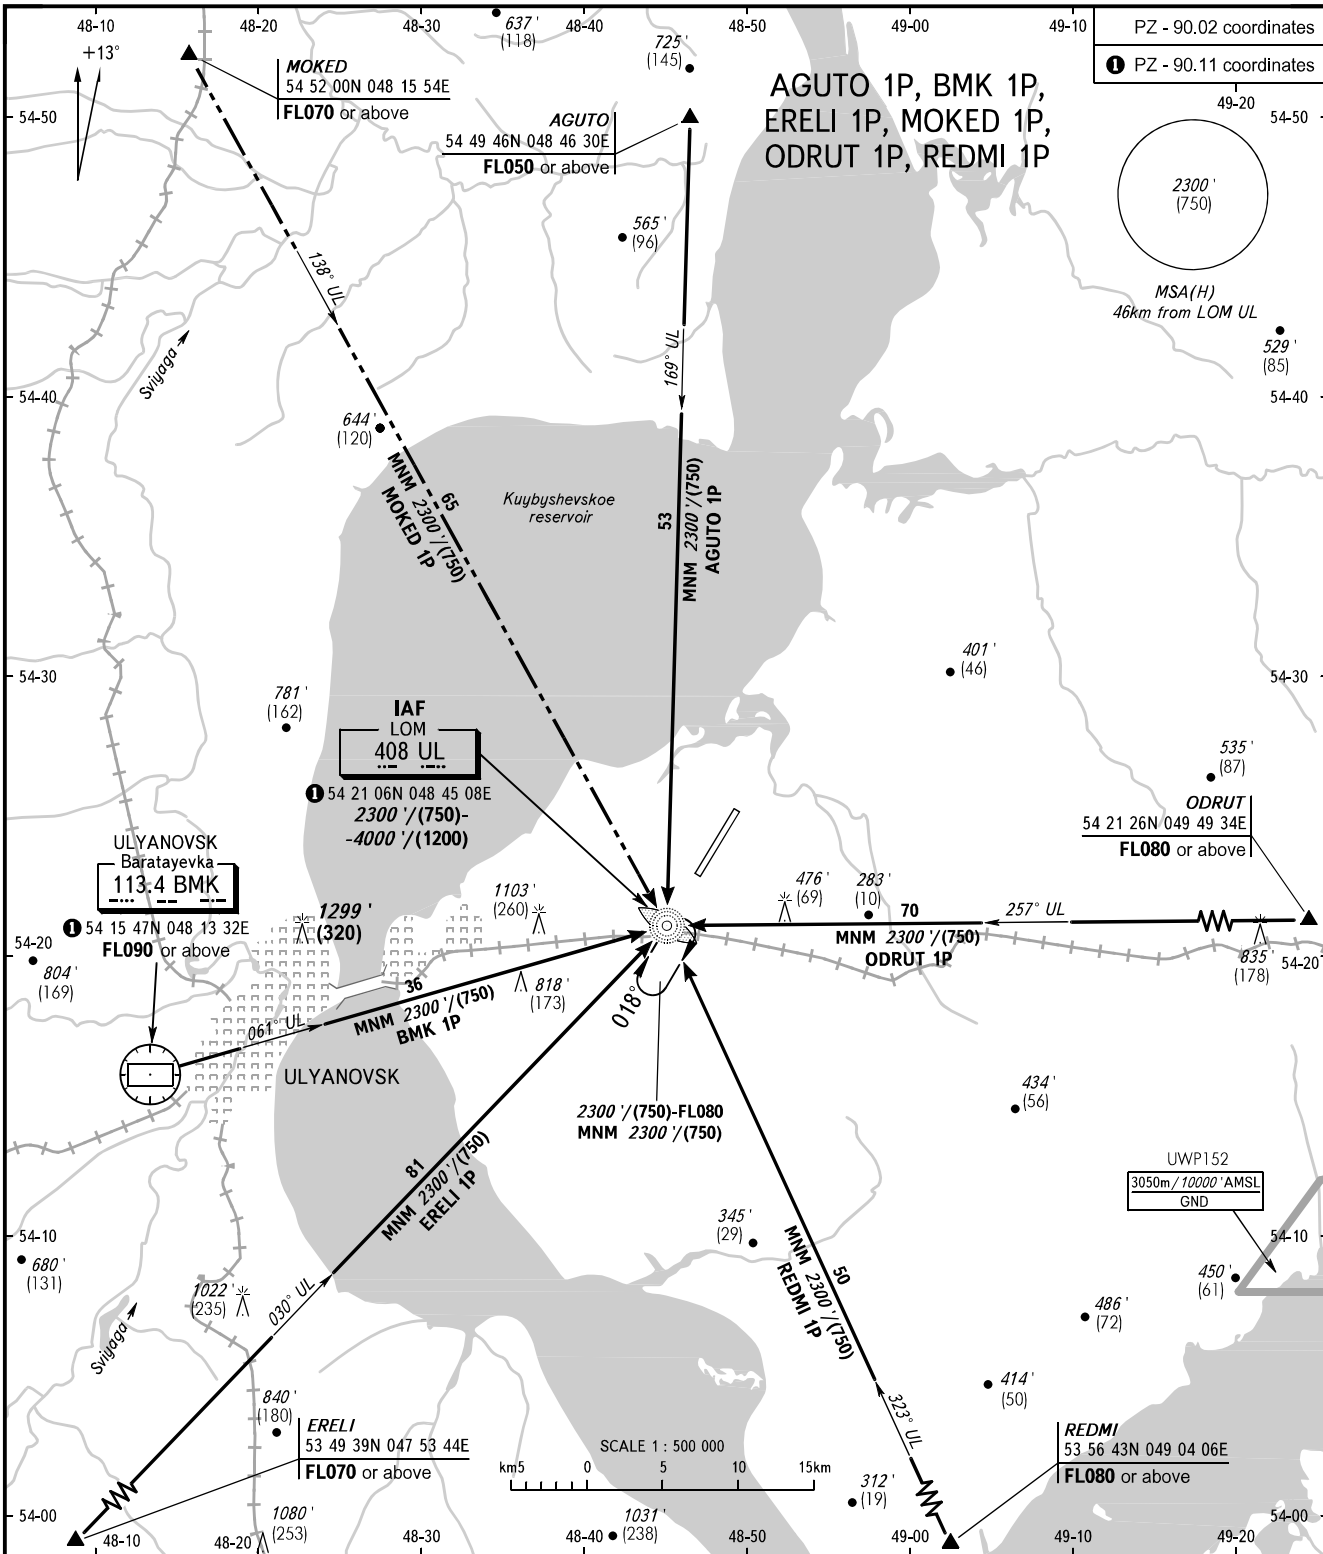 48-10
48-20
48-30
48-40
48-50
49-00
49-10
PZ - 90.02 coordinates
❶ PZ - 90.11 coordinates
49-20
+13°
MOKED
54 52 00N 048 15 54E
FL070 or above
637'
(118)
725'
(145)
AGUTO 1P, BMK 1P,
ERELI 1P, MOKED 1P,
ODRUT 1P, REDMI 1P
54-50
54-50
AGUTO
54 49 46N 048 46 30E
FL050 or above
2300'
(750)
565'
(96)
138° UL
MSA(H)
46km from LOM UL
Sviyaga
169° UL
529'
(85)
54-40
54-40
644'
(120)
65
MNM 2300'/(750)
MOKED 1P
Kuybyshevskoe
reservoir
53
MNM 2300'/(750)
AGUTO 1P
401'
(46)
54-30
54-30
781'
(162)
IAF
LOM
408 UL
❶ 54 21 06N 048 45 08E
2300'/(750)-
-4000'/(1200)
535'
(87)
ODRUT
54 21 26N 049 49 34E
FL080 or above
ULYANOVSK
Baratayevka
113.4 BMK
❶ 54 15 47N 048 13 32E
FL090 or above
1299'
(320)
1103'
(260)
476'
(69)
283'
(10)
70
257° UL
MNM 2300'/(750)
ODRUT 1P
835'
(178)
54-20
54-20
804'
(169)
818'
(173)
36
061° UL
MNM 2300'/(750)
BMK 1P
018°
ULYANOVSK
2300'/(750)-FL080
MNM 2300'/(750)
434'
(56)
81
MNM 2300'/(750)
ERELI 1P
UWP152
3050m/10000'AMSL
GND
54-10
54-10
680'
(131)
345'
(29)
50
MNM 2300'/(750)
REDMI 1P
450'
(61)
1022'
(235)
030° UL
486'
(72)
Sviyaga
414'
(50)
323° UL
840'
(180)
ERELI
53 49 39N 047 53 44E
FL070 or above
SCALE 1 : 500 000
km5 0 5 10 15km
REDMI
53 56 43N 049 04 06E
FL080 or above
312'
(19)
54-00
54-00
1080'
(253)
1031'
(238)
48-10
48-20
48-30
48-40
48-50
49-00
49-10
49-20